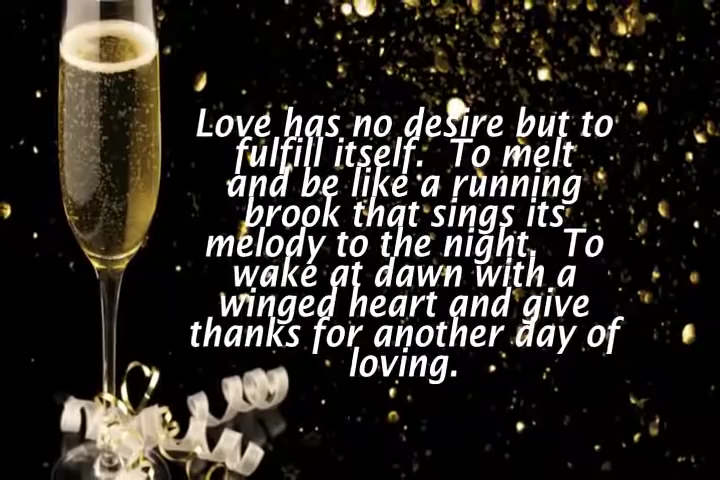 Love has no desire but to
fulfill itself.  To melt
and be like a running
brook that sings its
melody to the night.  To
wake at dawn with a
winged heart and give
thanks for another day of
loving.